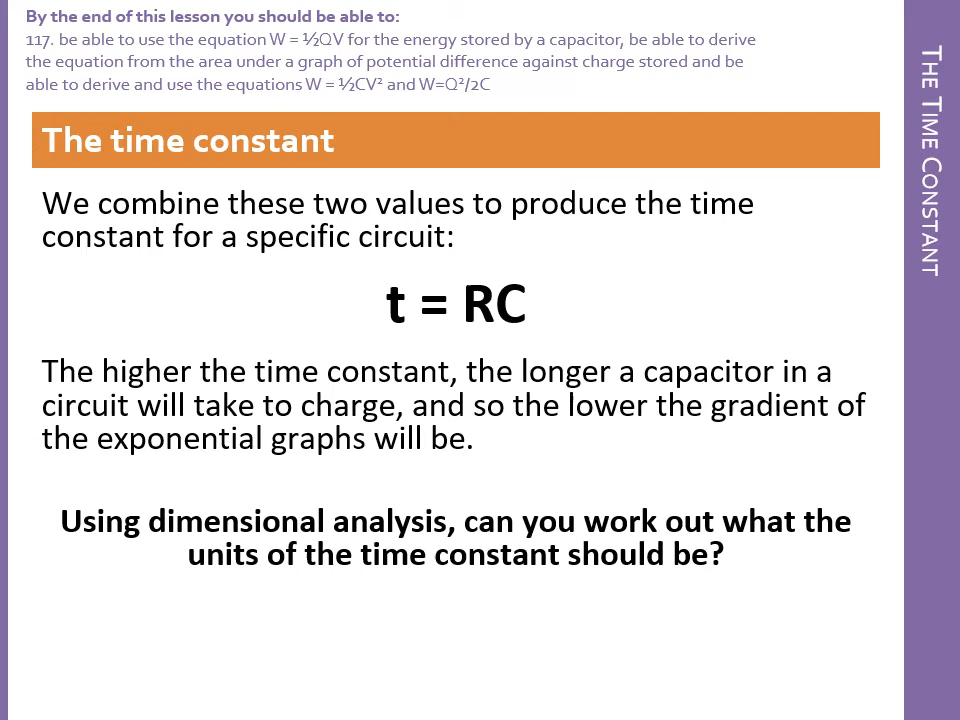 By the end of this lesson you should be able to:
117. be able to use the equation W = ½QV for the energy stored by a capacitor, be able to derive
the equation from the area under a graph of potential difference against charge stored and be
able to derive and use the equations W = ½CV² and W=Q²/2C
The time constant
We combine these two values to produce the time
constant for a specific circuit:
t = RC
The higher the time constant, the longer a capacitor in a
circuit will take to charge, and so the lower the gradient of
the exponential graphs will be.
Using dimensional analysis, can you work out what the
units of the time constant should be?
The Time Constant